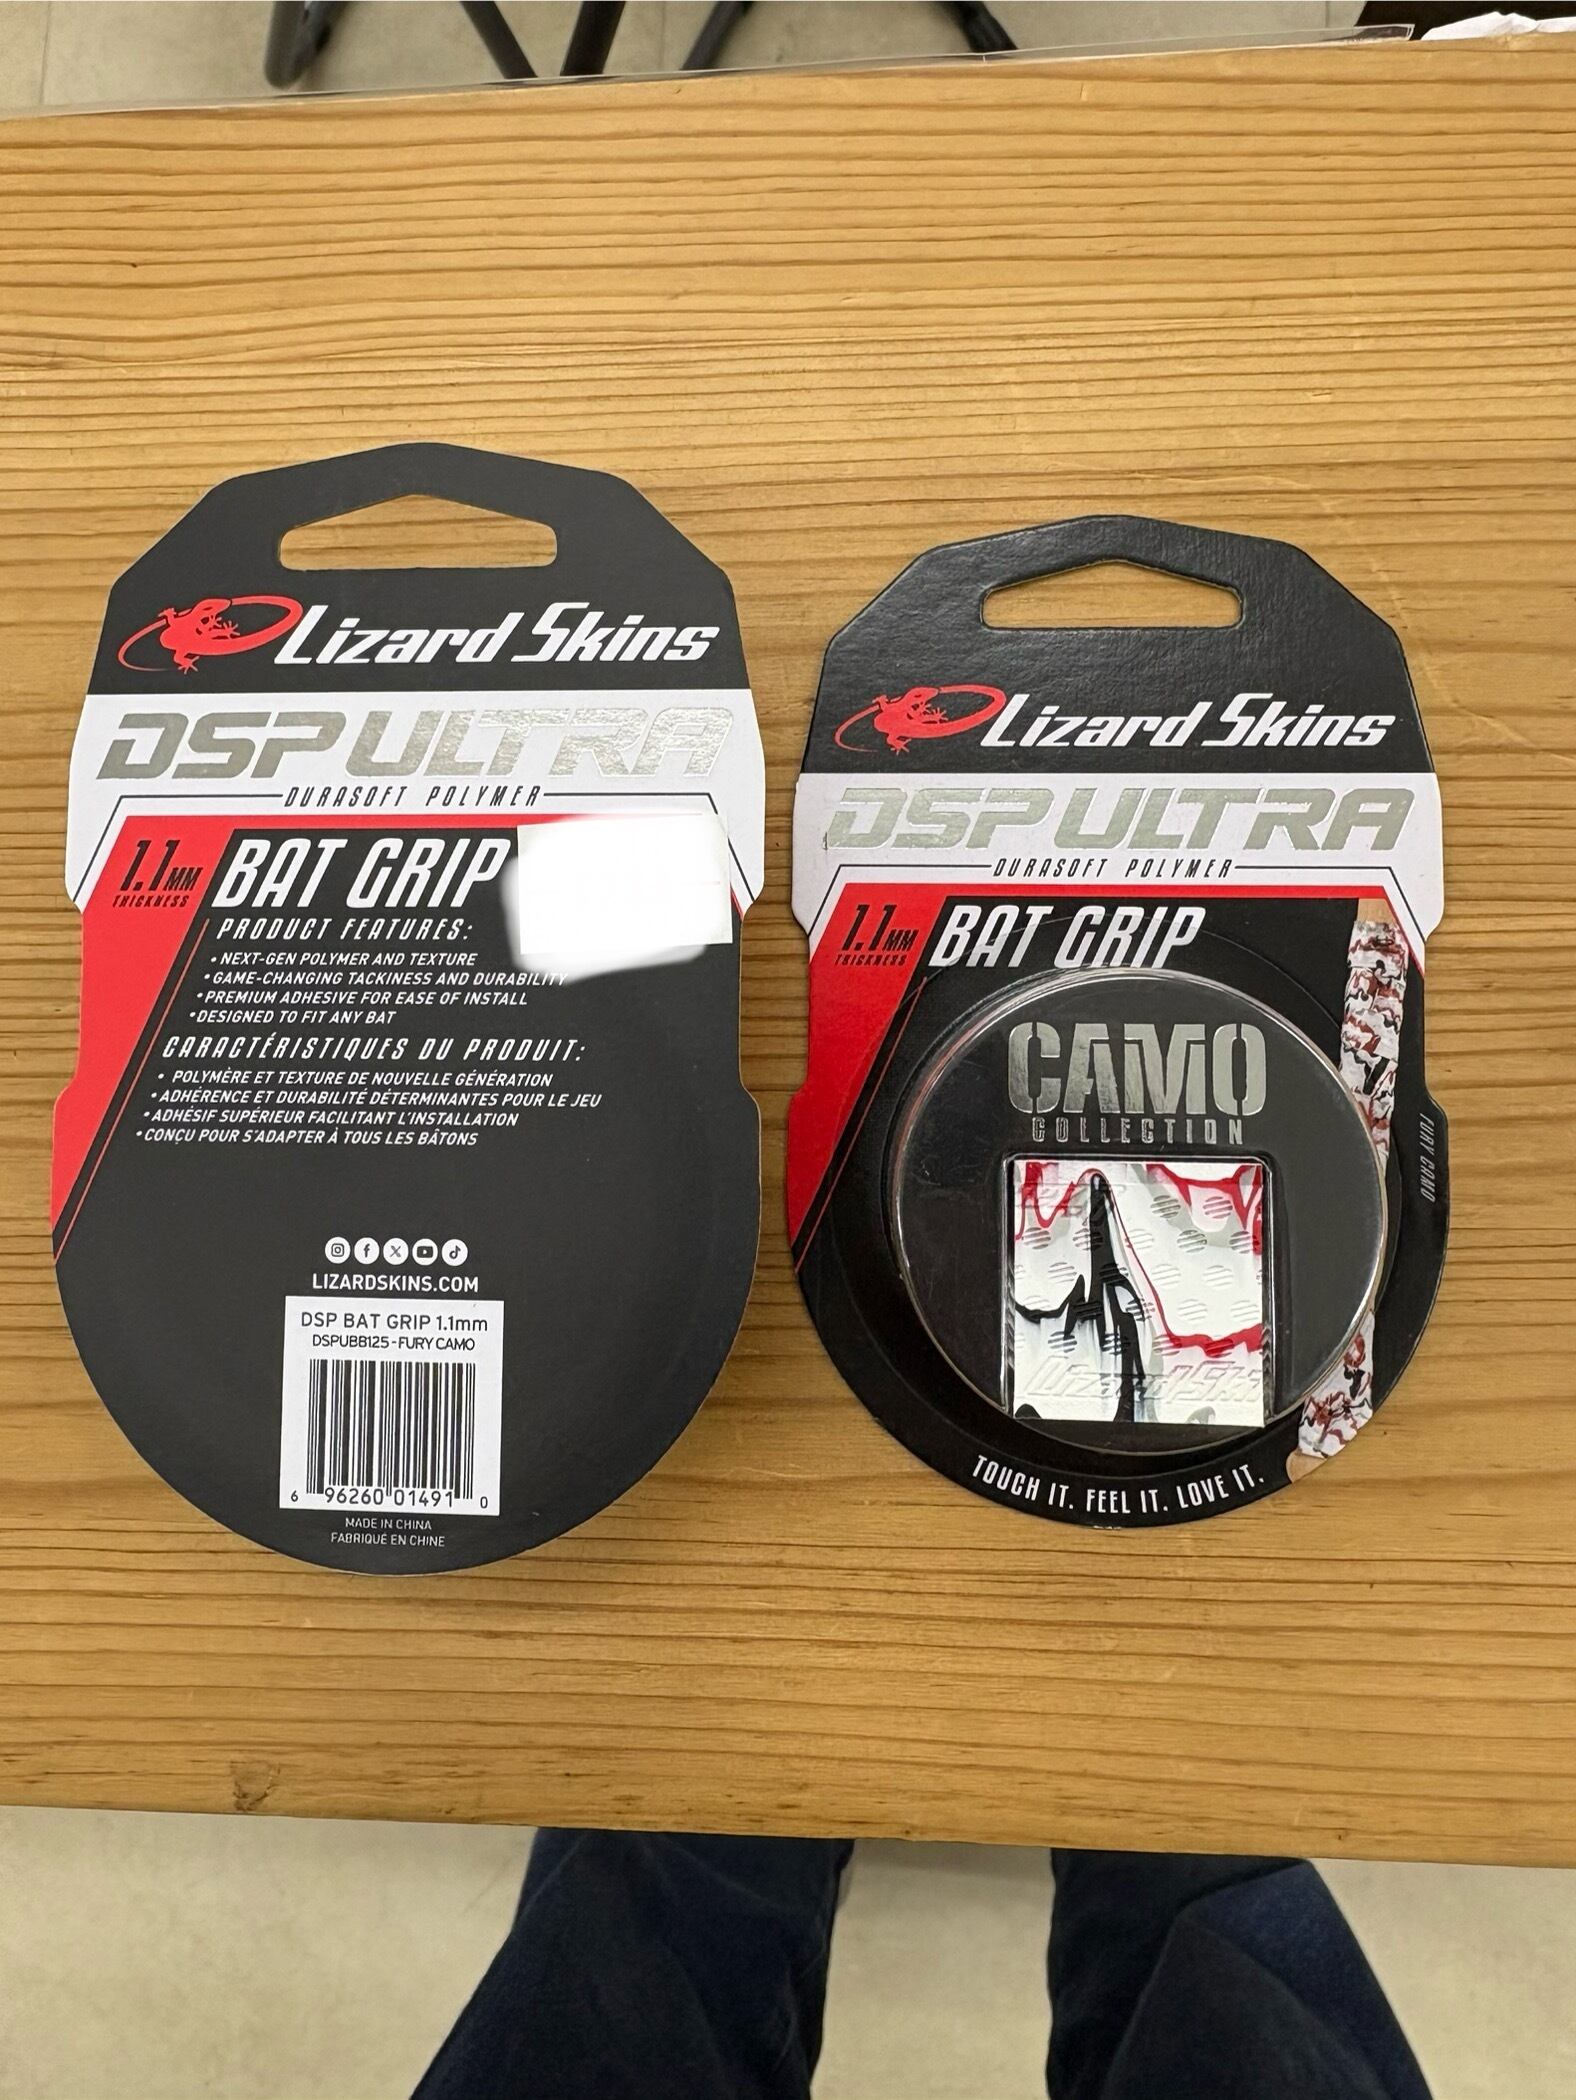 Lizard Skins
DSP ULTRA
DURASOFT POLYMER
1.1MM
THICKNESS
BAT GRIP
PRODUCT FEATURES:
• NEXT-GEN POLYMER AND TEXTURE
• GAME-CHANGING TACKINESS AND DURABILITY
• PREMIUM ADHESIVE FOR EASE OF INSTALL
• DESIGNED TO FIT ANY BAT
CARACTÉRISTIQUES DU PRODUIT:
• POLYMÈRE ET TEXTURE DE NOUVELLE GÉNÉRATION
• ADHÉRENCE ET DURABILITÉ DÉTERMINANTES POUR LE JEU
• ADHÉSIF SUPÉRIEUR FACILITANT L'INSTALLATION
• CONÇU POUR S'ADAPTER À TOUS LES BÂTONS
LIZARDSKINS.COM
DSP BAT GRIP 1.1mm
DSPUBB125 - FURY CAMO
6 96260 01491 0
MADE IN CHINA
FABRIQUÉ EN CHINE
Lizard Skins
DSP ULTRA
DURASOFT POLYMER
1.1MM
THICKNESS
BAT GRIP
CAMO
COLLECTION
FURY CAMO
Lizard Ski
TOUCH IT. FEEL IT. LOVE IT.